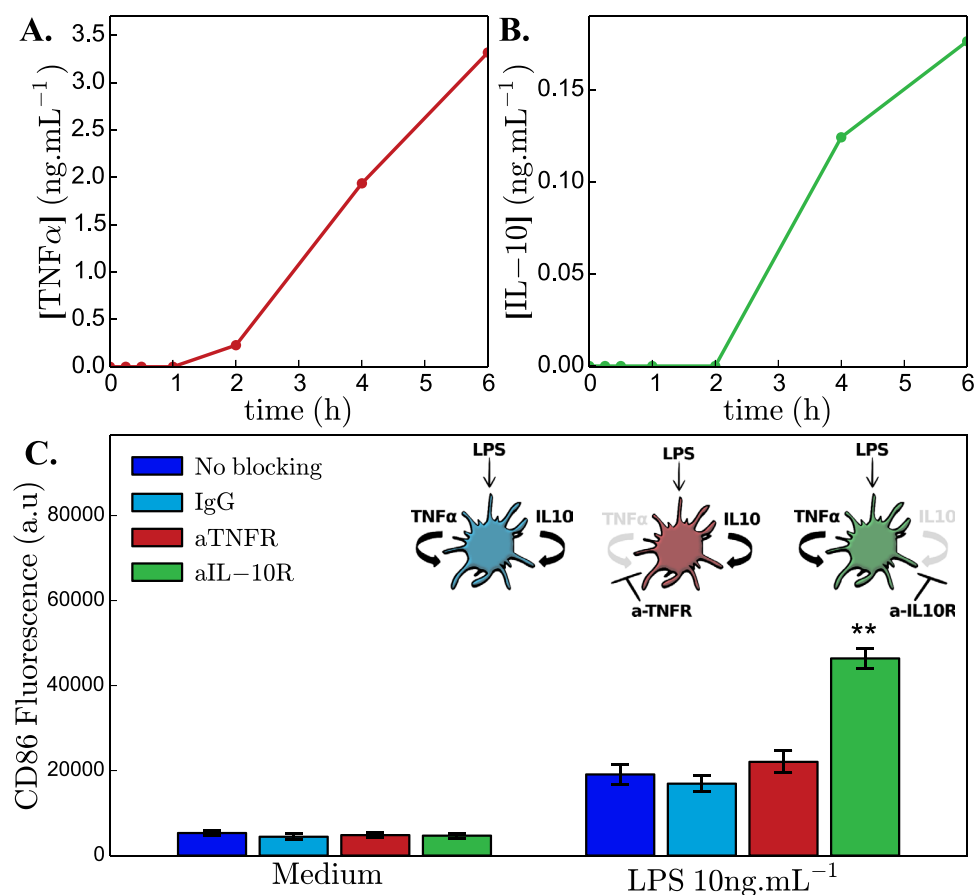 A.
[TNFα] (ng.mL−1)
3.5
3.0
2.5
2.0
1.5
1.0
0.5
0.0
0 1 2 3 4 5 6
time (h)
B.
[IL−10] (ng.mL−1)
0.15
0.10
0.05
0.00
0 1 2 3 4 5 6
time (h)
C.
CD86 Fluorescence (a.u)
80000
60000
40000
20000
0
No blocking
IgG
aTNFR
aIL−10R
LPS
TNFα IL10
LPS
TNFα IL10
a-TNFR
LPS
TNFα IL10
a-IL10R
**
Medium
LPS 10ng.mL−1